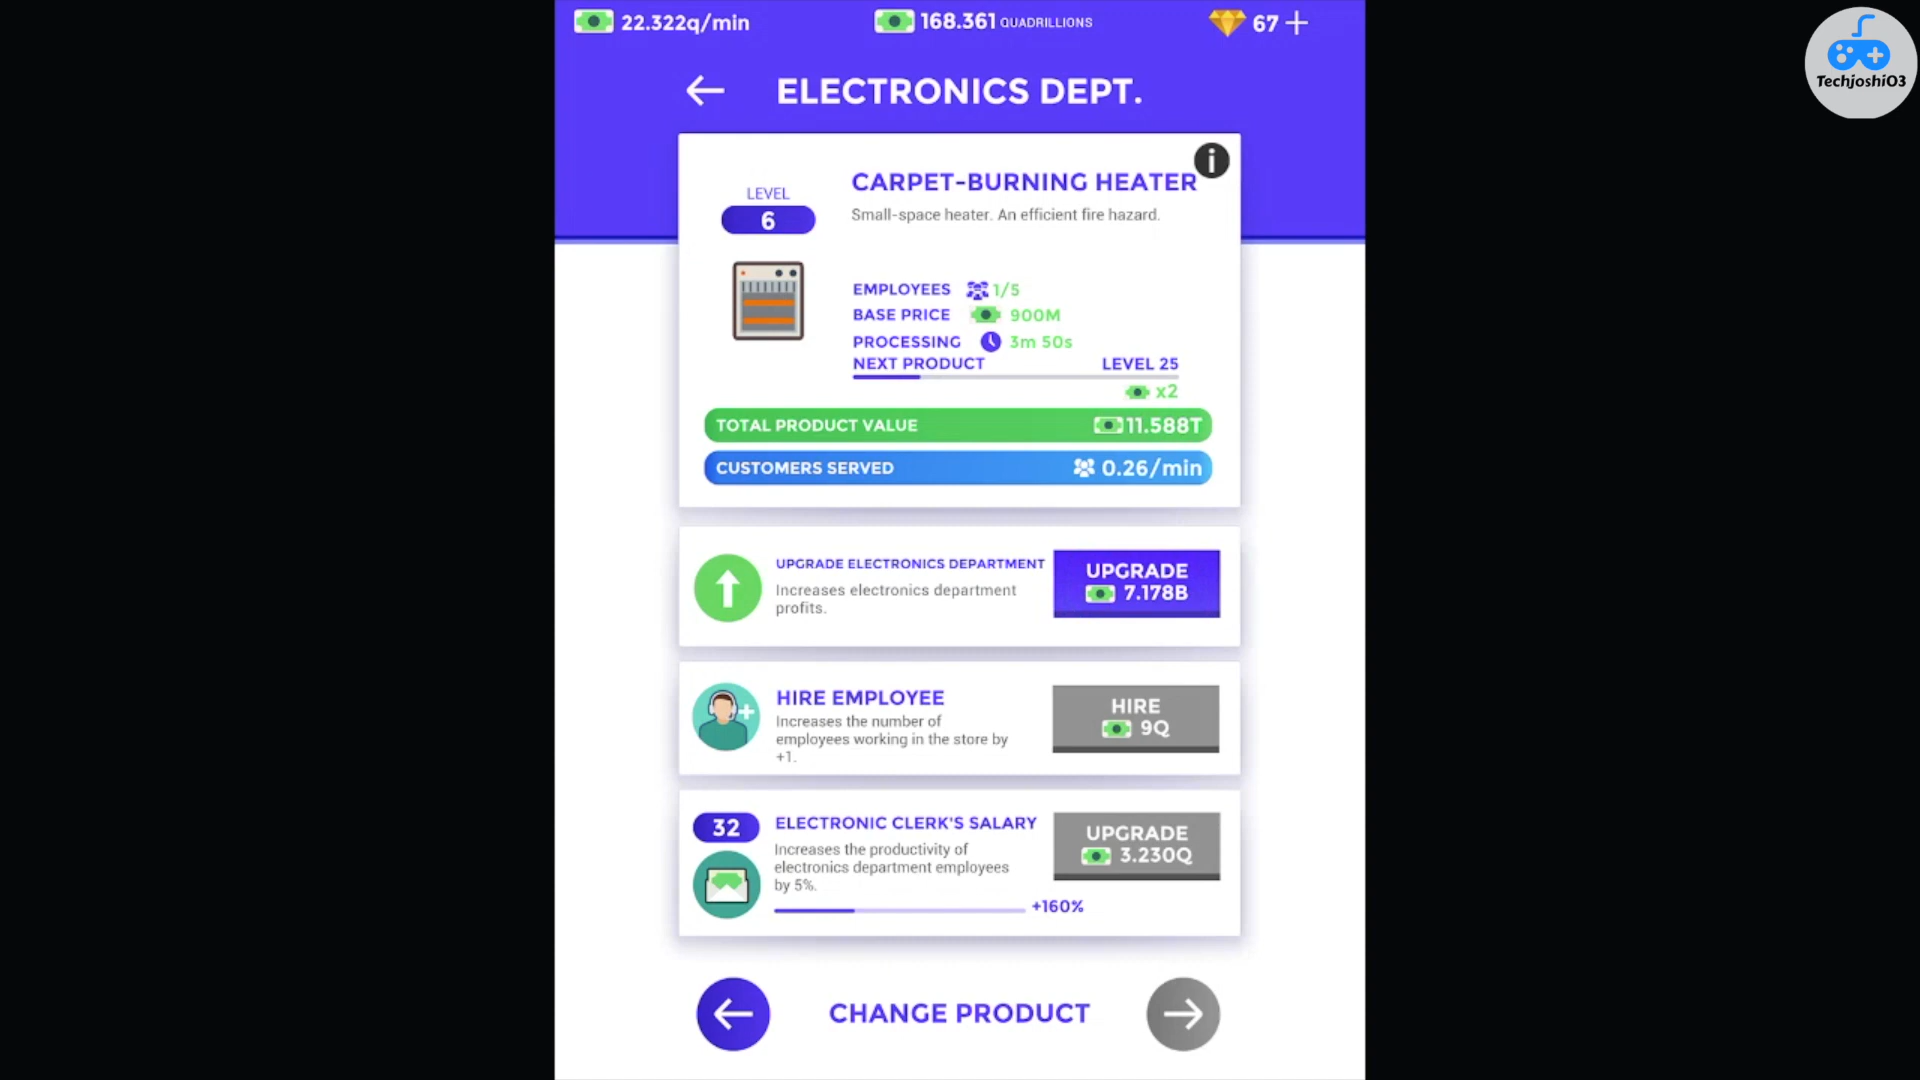 22.322q/min
168.361 QUADRILLIONS
67
Techjoshi03
ELECTRONICS DEPT.
i
CARPET-BURNING HEATER
LEVEL
6
Small-space heater. An efficient fire hazard.
EMPLOYEES 1/5
BASE PRICE 900M
PROCESSING 3m 50s
NEXT PRODUCT LEVEL 25
x2
TOTAL PRODUCT VALUE 11.588T
CUSTOMERS SERVED 0.26/min
UPGRADE ELECTRONICS DEPARTMENT
Increases electronics department
profits.
UPGRADE
7.178B
HIRE EMPLOYEE
Increases the number of
employees working in the store by
+1.
HIRE
9Q
32
ELECTRONIC CLERK'S SALARY
Increases the productivity of
electronics department employees
by 5%.
+160%
UPGRADE
3.230Q
CHANGE PRODUCT